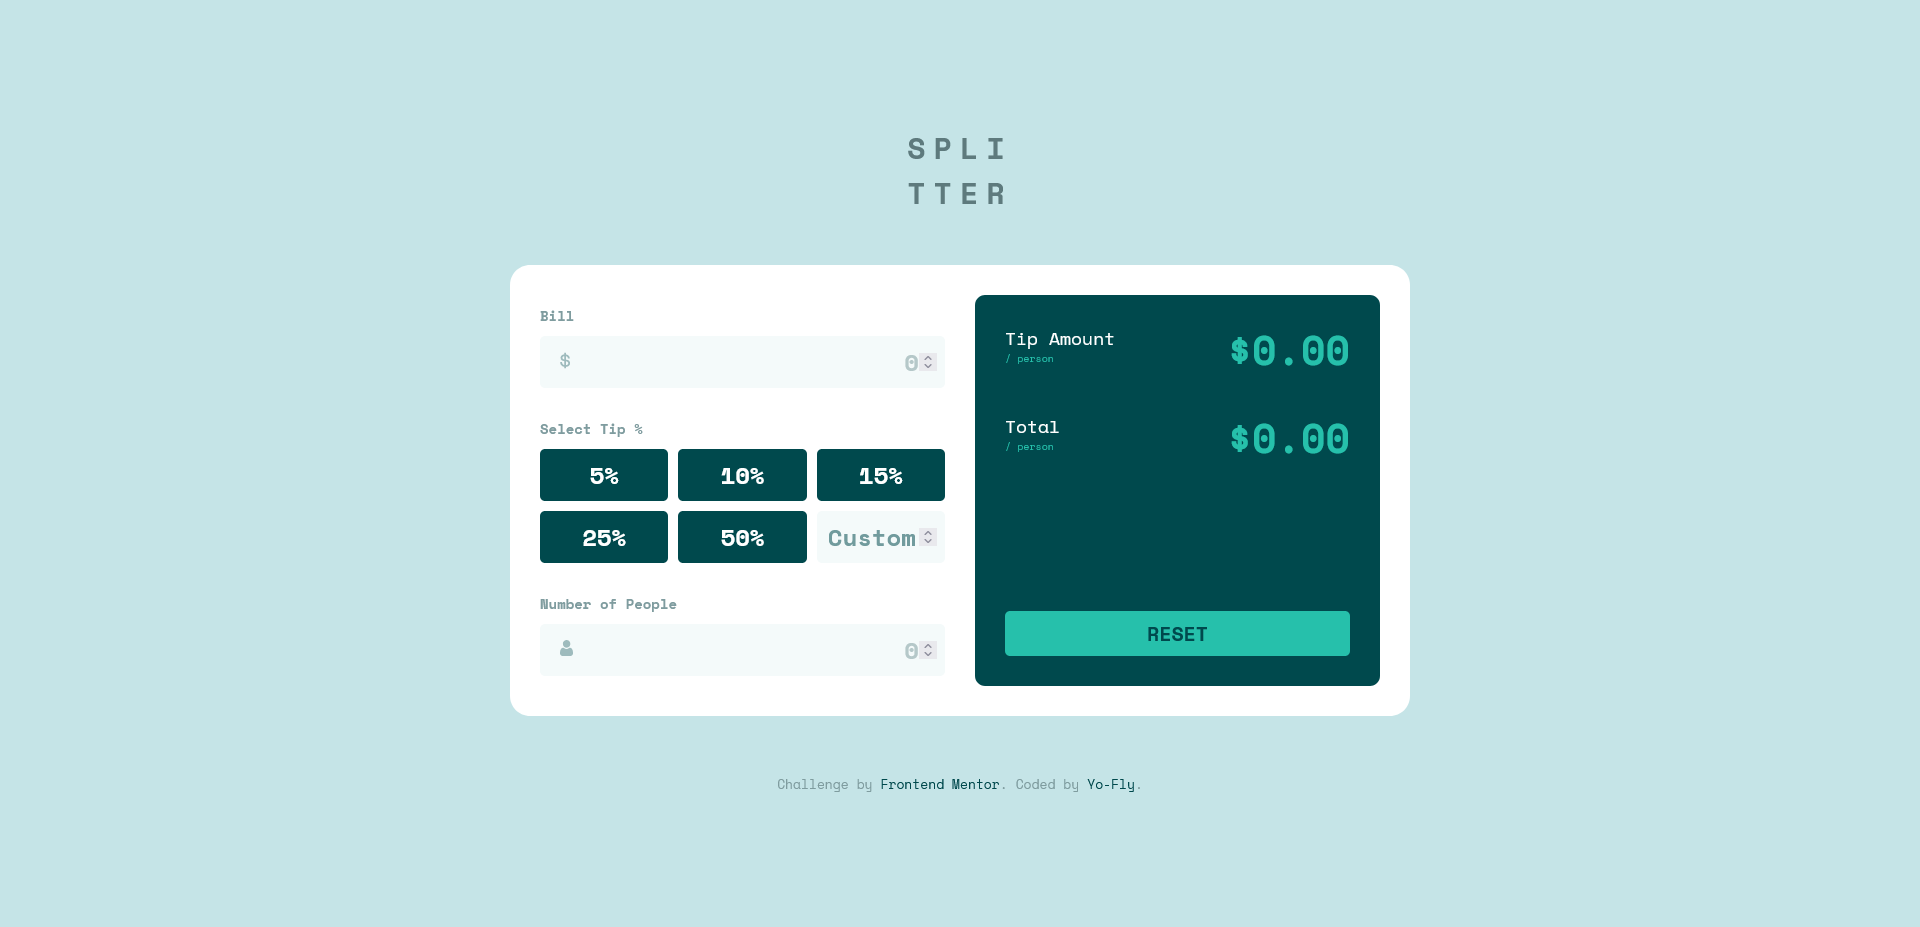 SPLI
TTER
Bill
$ 0
Select Tip %
5% 10% 15%
25% 50% Custom
Number of People
0
Tip Amount
/ person
$0.00
Total
/ person
$0.00
RESET
Challenge by Frontend Mentor. Coded by Yo-Fly.